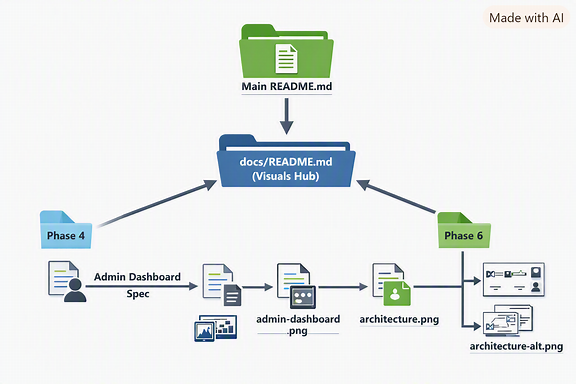 Made with AI
Main README.md
docs/README.md
(Visuals Hub)
Phase 4
Phase 6
Admin Dashboard
Spec
admin-dashboard
.png
architecture.png
architecture-alt.png